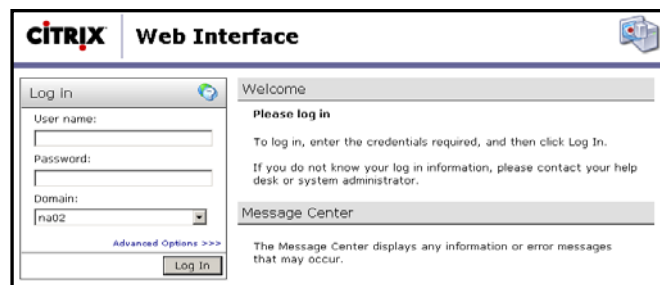 CITRIX Web Interface
Log in
User name:
Password:
Domain:
na02
Advanced Options >>>
Log In
Welcome
Please log in
To log in, enter the credentials required, and then click Log In.
If you do not know your log in information, please contact your help
desk or system administrator.
Message Center
The Message Center displays any information or error messages
that may occur.